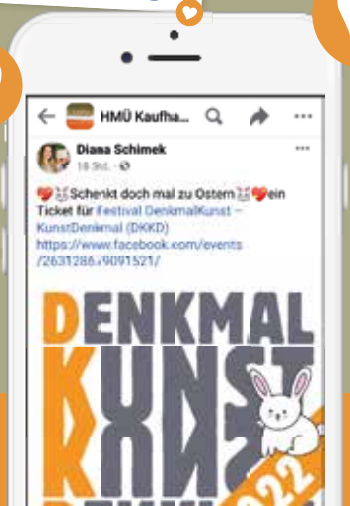 HMÜ Kaufha...
Diana Schimek
18 Std.
Schenkt doch mal zu Ostern ein
Ticket für Festival DenkmalKunst –
KunstDenkmal (DKKD)
https://www.facebook.com/events
DENKMAL
KUNST
2022